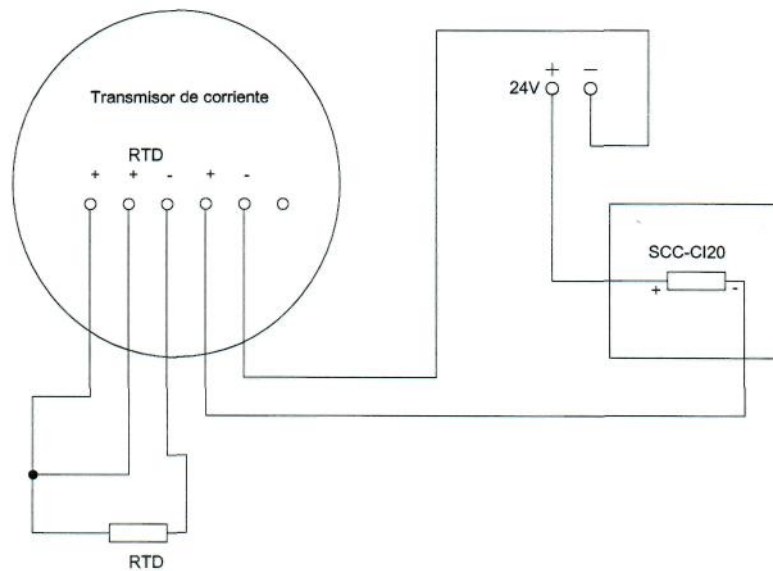 Transmisor de corriente
RTD
+ + - + -
+ −
24V
SCC-CI20
+ -
RTD